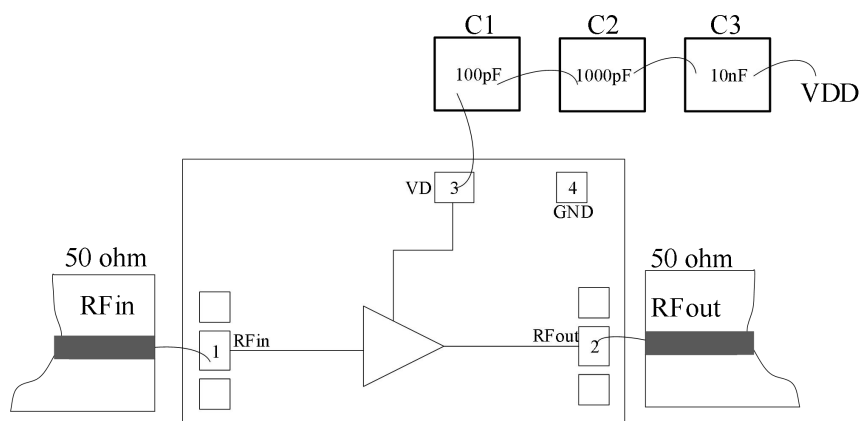 C1 C2 C3
100pF 1000pF 10nF
VDD
VD 3 4
GND
50 ohm 50 ohm
RFin RFout
1 RFin RFout 2